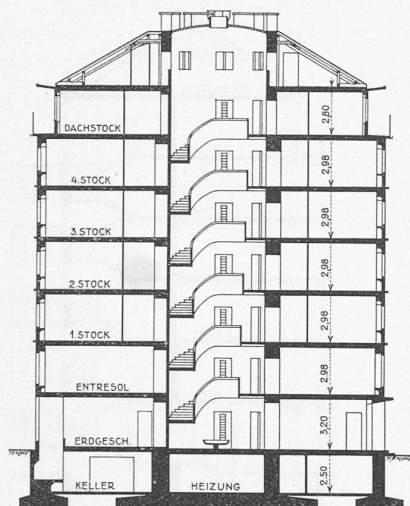 DACHSTOCK
2,80
4.STOCK
2,98
3.STOCK
2,98
2.STOCK
2,98
1.STOCK
2,98
ENTRESOL
2,98
ERDGESCH.
3,20
KELLER
HEIZUNG
2,50